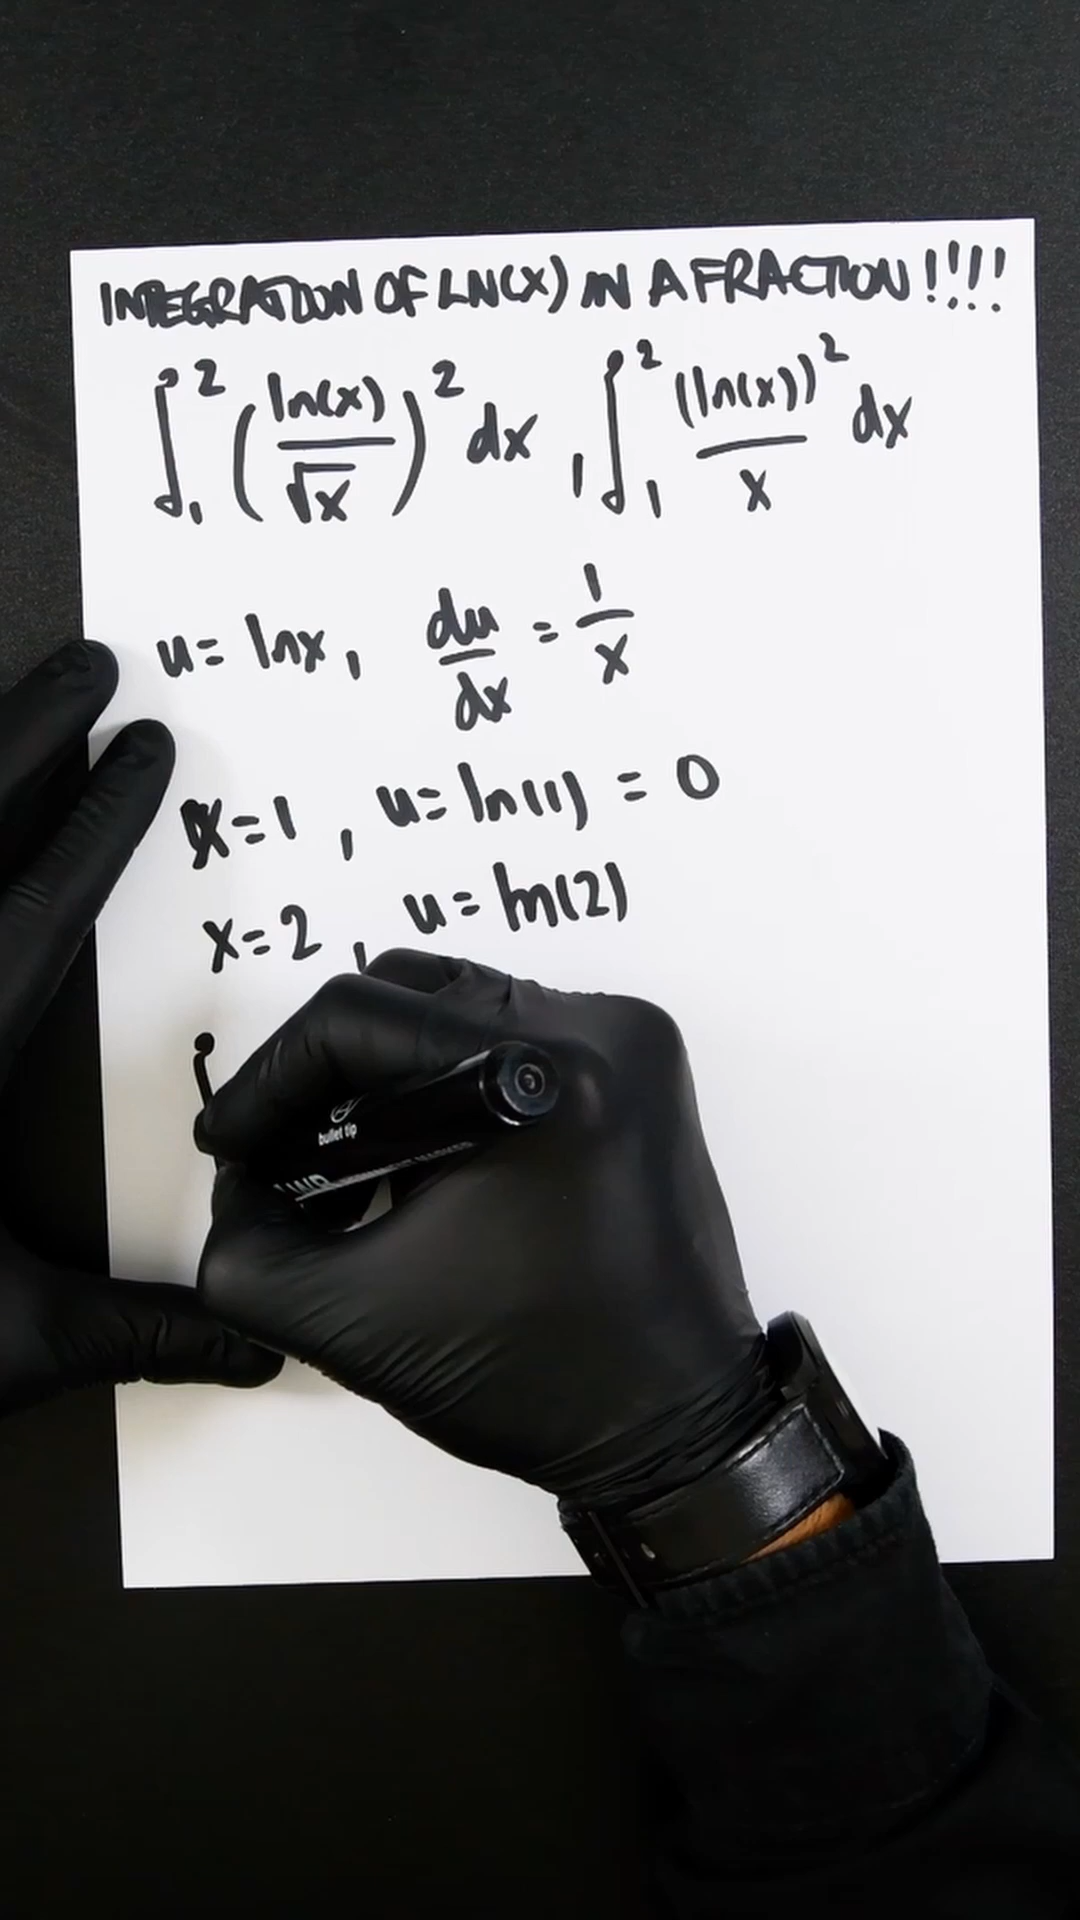 INTEGRATION OF LN(X) IN A FRACTION!!!!
∫₁² (ln(x)/√x)² dx , ∫₁² (ln(x))²/x dx
u = lnx, du/dx = 1/x
x=1 , u= ln(1) = 0
x=2 , u= ln(2)
∫
bullet tip